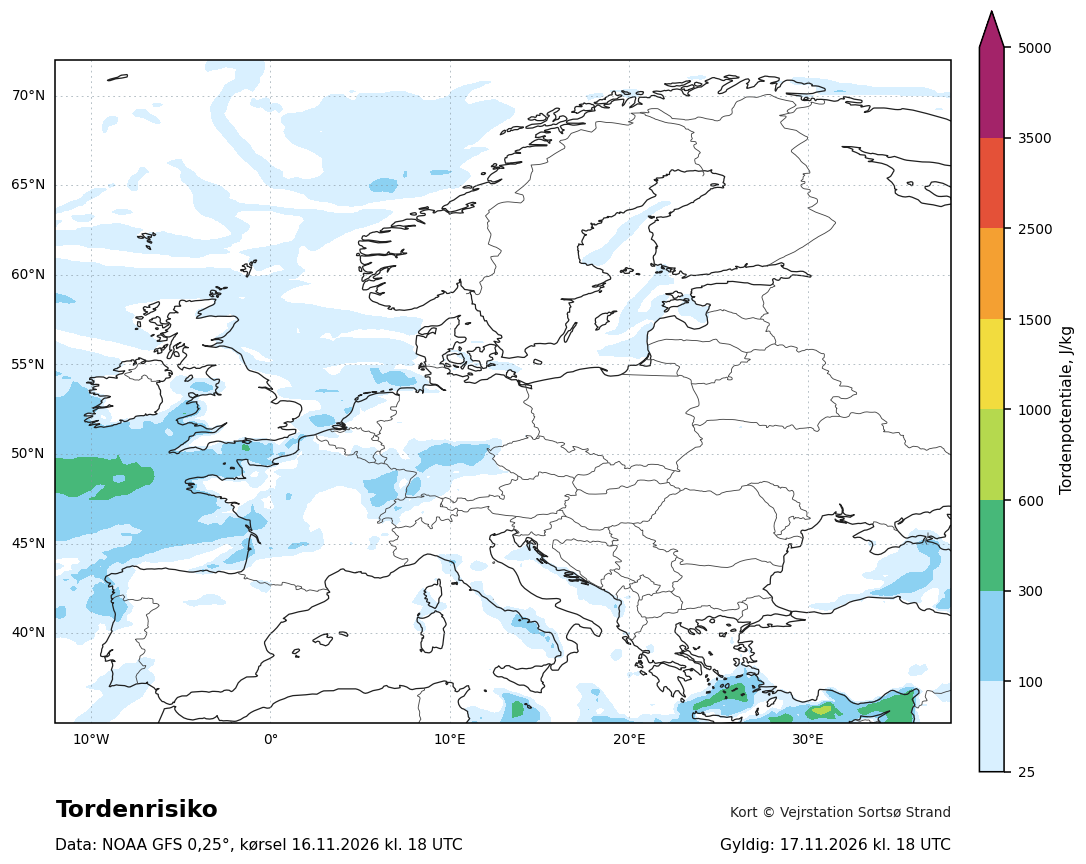 70°N
65°N
60°N
55°N
50°N
45°N
40°N
10°W
0°
10°E
20°E
30°E
5000
3500
2500
1500
1000
600
300
100
25
Tordenpotentiale, J/kg
Tordenrisiko
Kort © Vejrstation Sortsø Strand
Data: NOAA GFS 0,25°, kørsel 16.11.2026 kl. 18 UTC
Gyldig: 17.11.2026 kl. 18 UTC